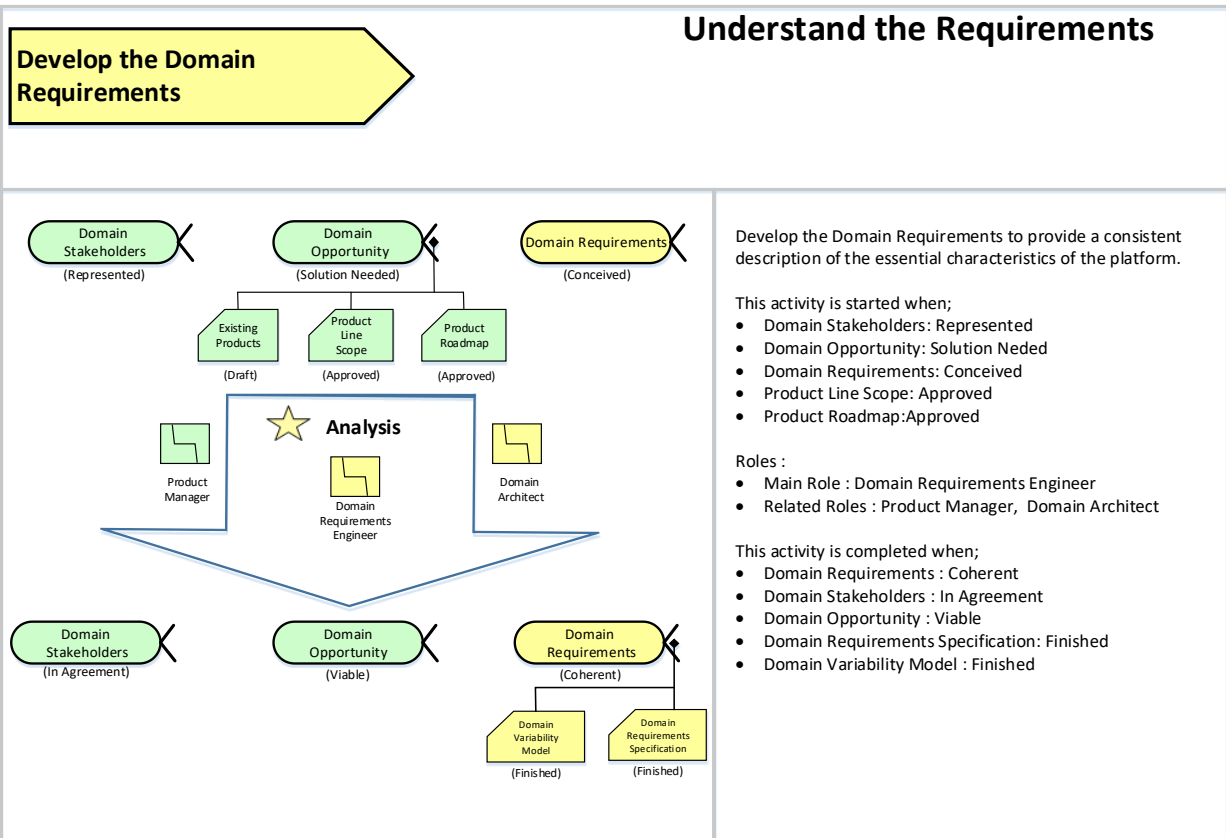 Understand the Requirements
Develop the Domain
Requirements
Domain
Stakeholders
(Represented)
Domain
Opportunity
(Solution Needed)
Domain Requirements
(Conceived)
Existing
Products
(Draft)
Product
Line
Scope
(Approved)
Product
Roadmap
(Approved)
Analysis
Product
Manager
Domain
Requirements
Engineer
Domain
Architect
Domain
Stakeholders
(In Agreement)
Domain
Opportunity
(Viable)
Domain
Requirements
(Coherent)
Domain
Variability
Model
(Finished)
Domain
Requirements
Specification
(Finished)
Develop the Domain Requirements to provide a consistent
description of the essential characteristics of the platform.
This activity is started when;
• Domain Stakeholders: Represented
• Domain Opportunity: Solution Neded
• Domain Requirements: Conceived
• Product Line Scope: Approved
• Product Roadmap:Approved
Roles :
• Main Role : Domain Requirements Engineer
• Related Roles : Product Manager, Domain Architect
This activity is completed when;
• Domain Requirements : Coherent
• Domain Stakeholders : In Agreement
• Domain Opportunity : Viable
• Domain Requirements Specification: Finished
• Domain Variability Model : Finished